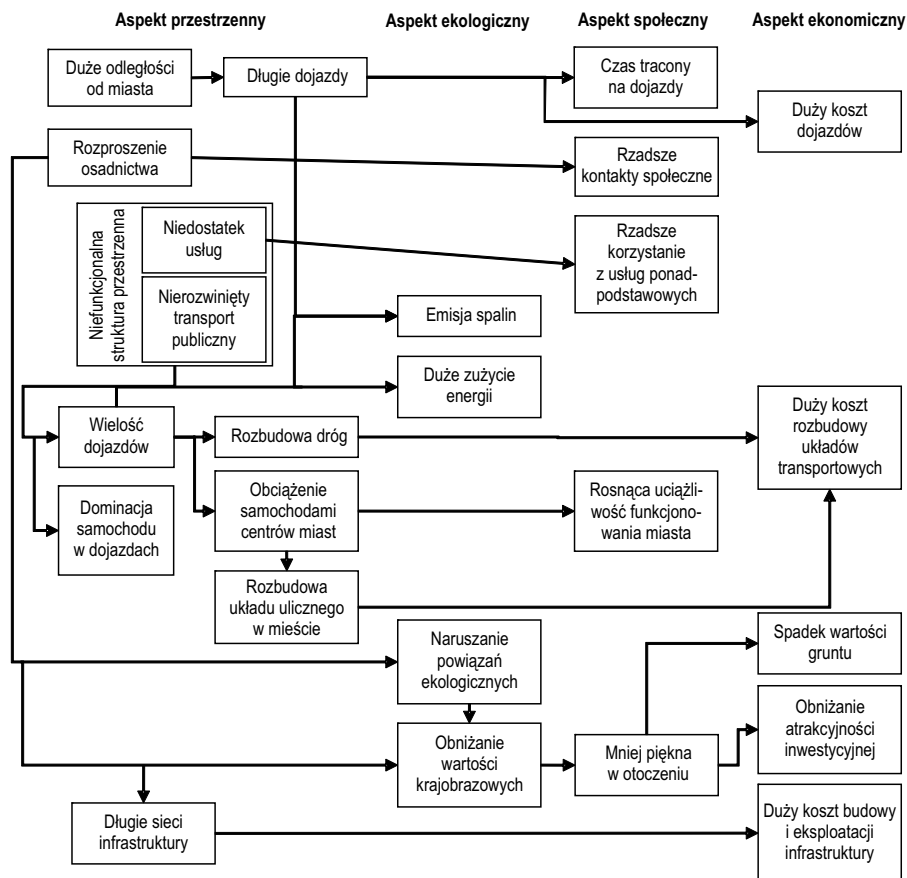 Aspekt przestrzenny
Aspekt ekologiczny
Aspekt społeczny
Aspekt ekonomiczny
Duże odległości
od miasta
Długie dojazdy
Czas tracony
na dojazdy
Duży koszt
dojazdów
Rozproszenie
osadnictwa
Rzadsze
kontakty społeczne
Niefunkcjonalna
struktura przestrzenna
Niedostatek
usług
Rzadsze
korzystanie
z usług ponad-
podstawowych
Nierozwinięty
transport
publiczny
Emisja spalin
Duże zużycie
energii
Wielość
dojazdów
Rozbudowa dróg
Duży koszt
rozbudowy
układów
transportowych
Dominacja
samochodu
w dojazdach
Obciążenie
samochodami
centrów miast
Rosnąca uciążli-
wość funkcjono-
wania miasta
Rozbudowa
układu ulicznego
w mieście
Naruszanie
powiązań
ekologicznych
Spadek wartości
gruntu
Obniżanie
wartości
krajobrazowych
Mniej piękna
w otoczeniu
Obniżanie
atrakcyjności
inwestycyjnej
Długie sieci
infrastruktury
Duży koszt budowy
i eksploatacji
infrastruktury